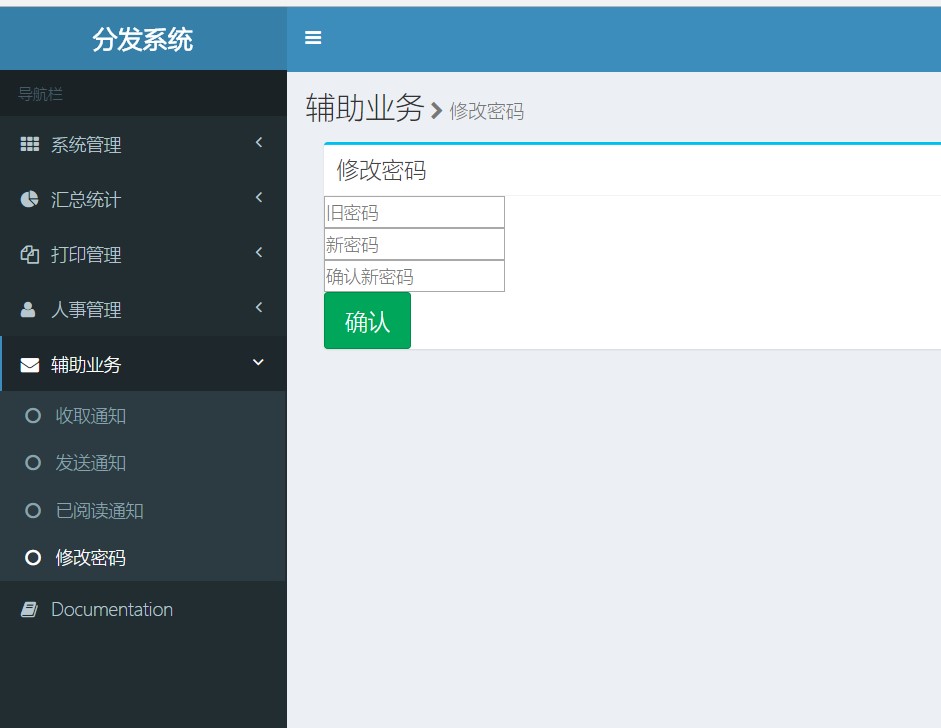 分发系统
导航栏
系统管理
汇总统计
打印管理
人事管理
辅助业务
收取通知
发送通知
已阅读通知
修改密码
Documentation
辅助业务 修改密码
修改密码
旧密码
新密码
确认新密码
确认